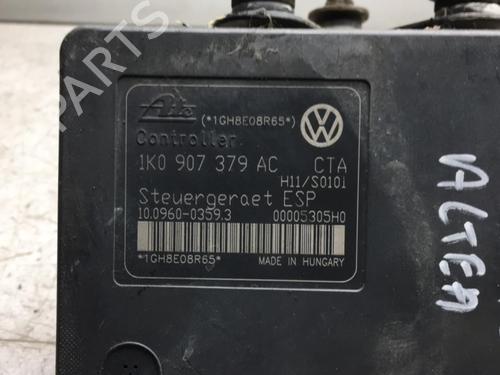 Ate
(*1GH8E08R65*)
Controller
1K0 907 379 AC CTA
H11/S0101
Steuergeraet ESP
10.0960-0359.3 00005305H0
*1GH8E08R65* MADE IN HUNGARY
ALTEA